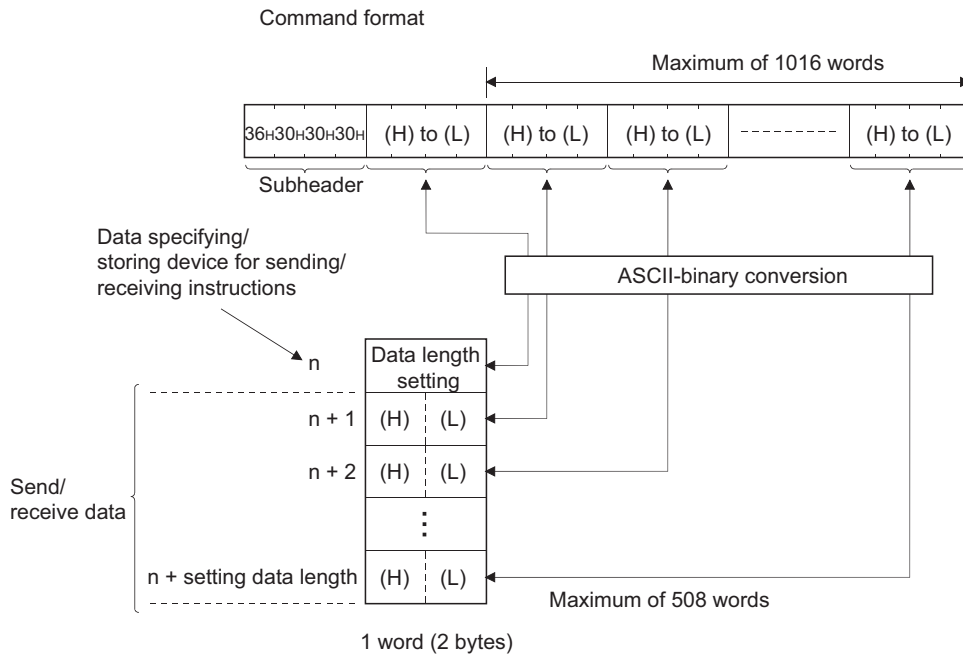 Command format
Maximum of 1016 words
36H30H30H30H (H) to (L) (H) to (L) (H) to (L) (H) to (L)
Subheader
Data specifying/
storing device for sending/
receiving instructions
ASCII-binary conversion
n
Data length
setting
n + 1 (H) (L)
n + 2 (H) (L)
Send/
receive data
n + setting data length (H) (L)
Maximum of 508 words
1 word (2 bytes)